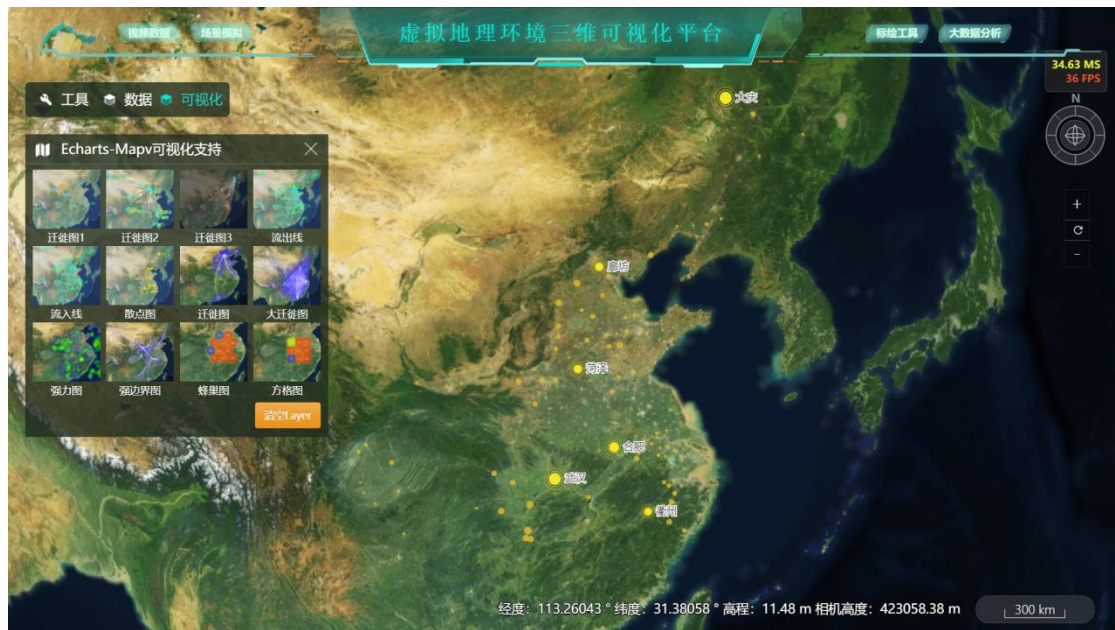 视频数据 场景模拟 虚拟地理环境三维可视化平台 标绘工具 大数据分析
34.63 MS
36 FPS
N
工具 数据 可视化
大庆
Echarts-Mapv可视化支持
迁徙图1 迁徙图2 迁徙图3 流出线
+
-
廊坊
流入线 散点图 迁徙图 大迁徙图
菏泽
强力图 强边界图 蜂巢图 方格图
清空Layer
合肥
武汉
衢州
经度：113.26043 ° 纬度：31.38058 ° 高程：11.48 m 相机高度：423058.38 m
300 km